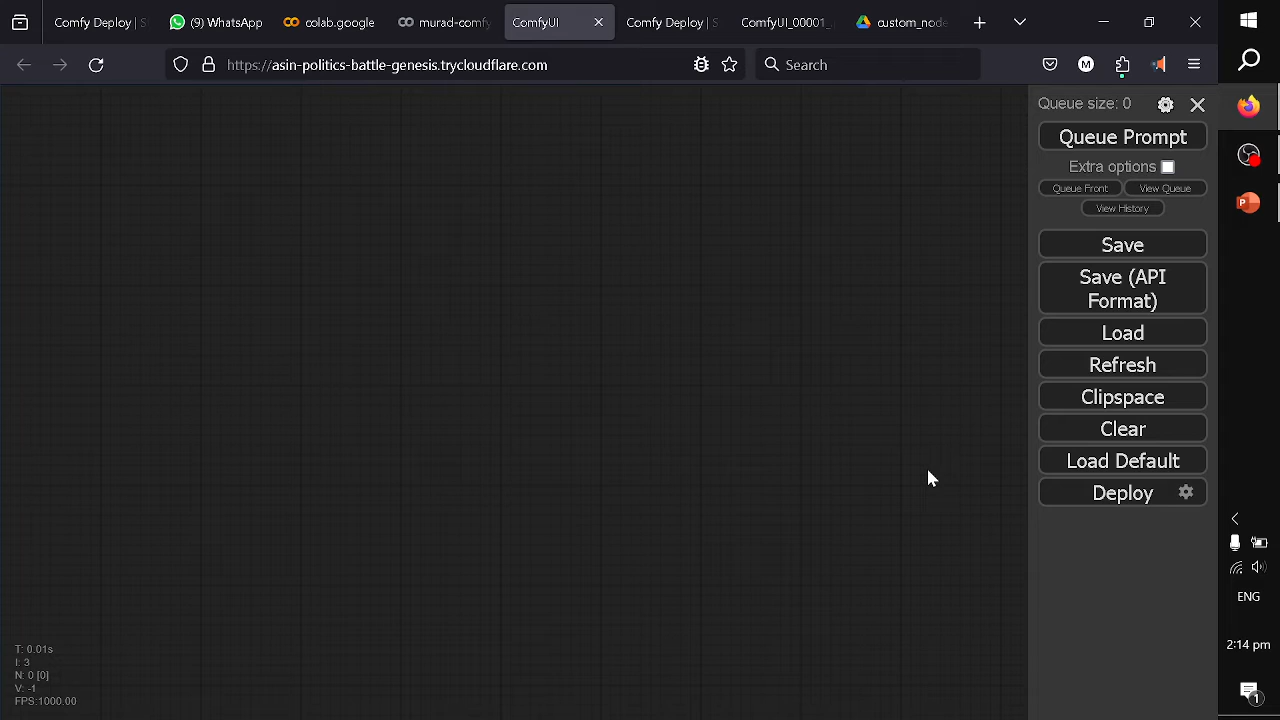 Comfy Deploy | S
(9) WhatsApp
colab.google
murad-comfy
ComfyUI
Comfy Deploy | S
ComfyUI_00001_
custom_node
https://asin-politics-battle-genesis.trycloudflare.com
Search
M
Queue size: 0
Queue Prompt
Extra options
Queue Front
View Queue
View History
Save
Save (API
Format)
Load
Refresh
Clipspace
Clear
Load Default
Deploy
T: 0.01s
I: 3
N: 0 [0]
V: -1
FPS:1000.00
P
ENG
2:14 PM
1